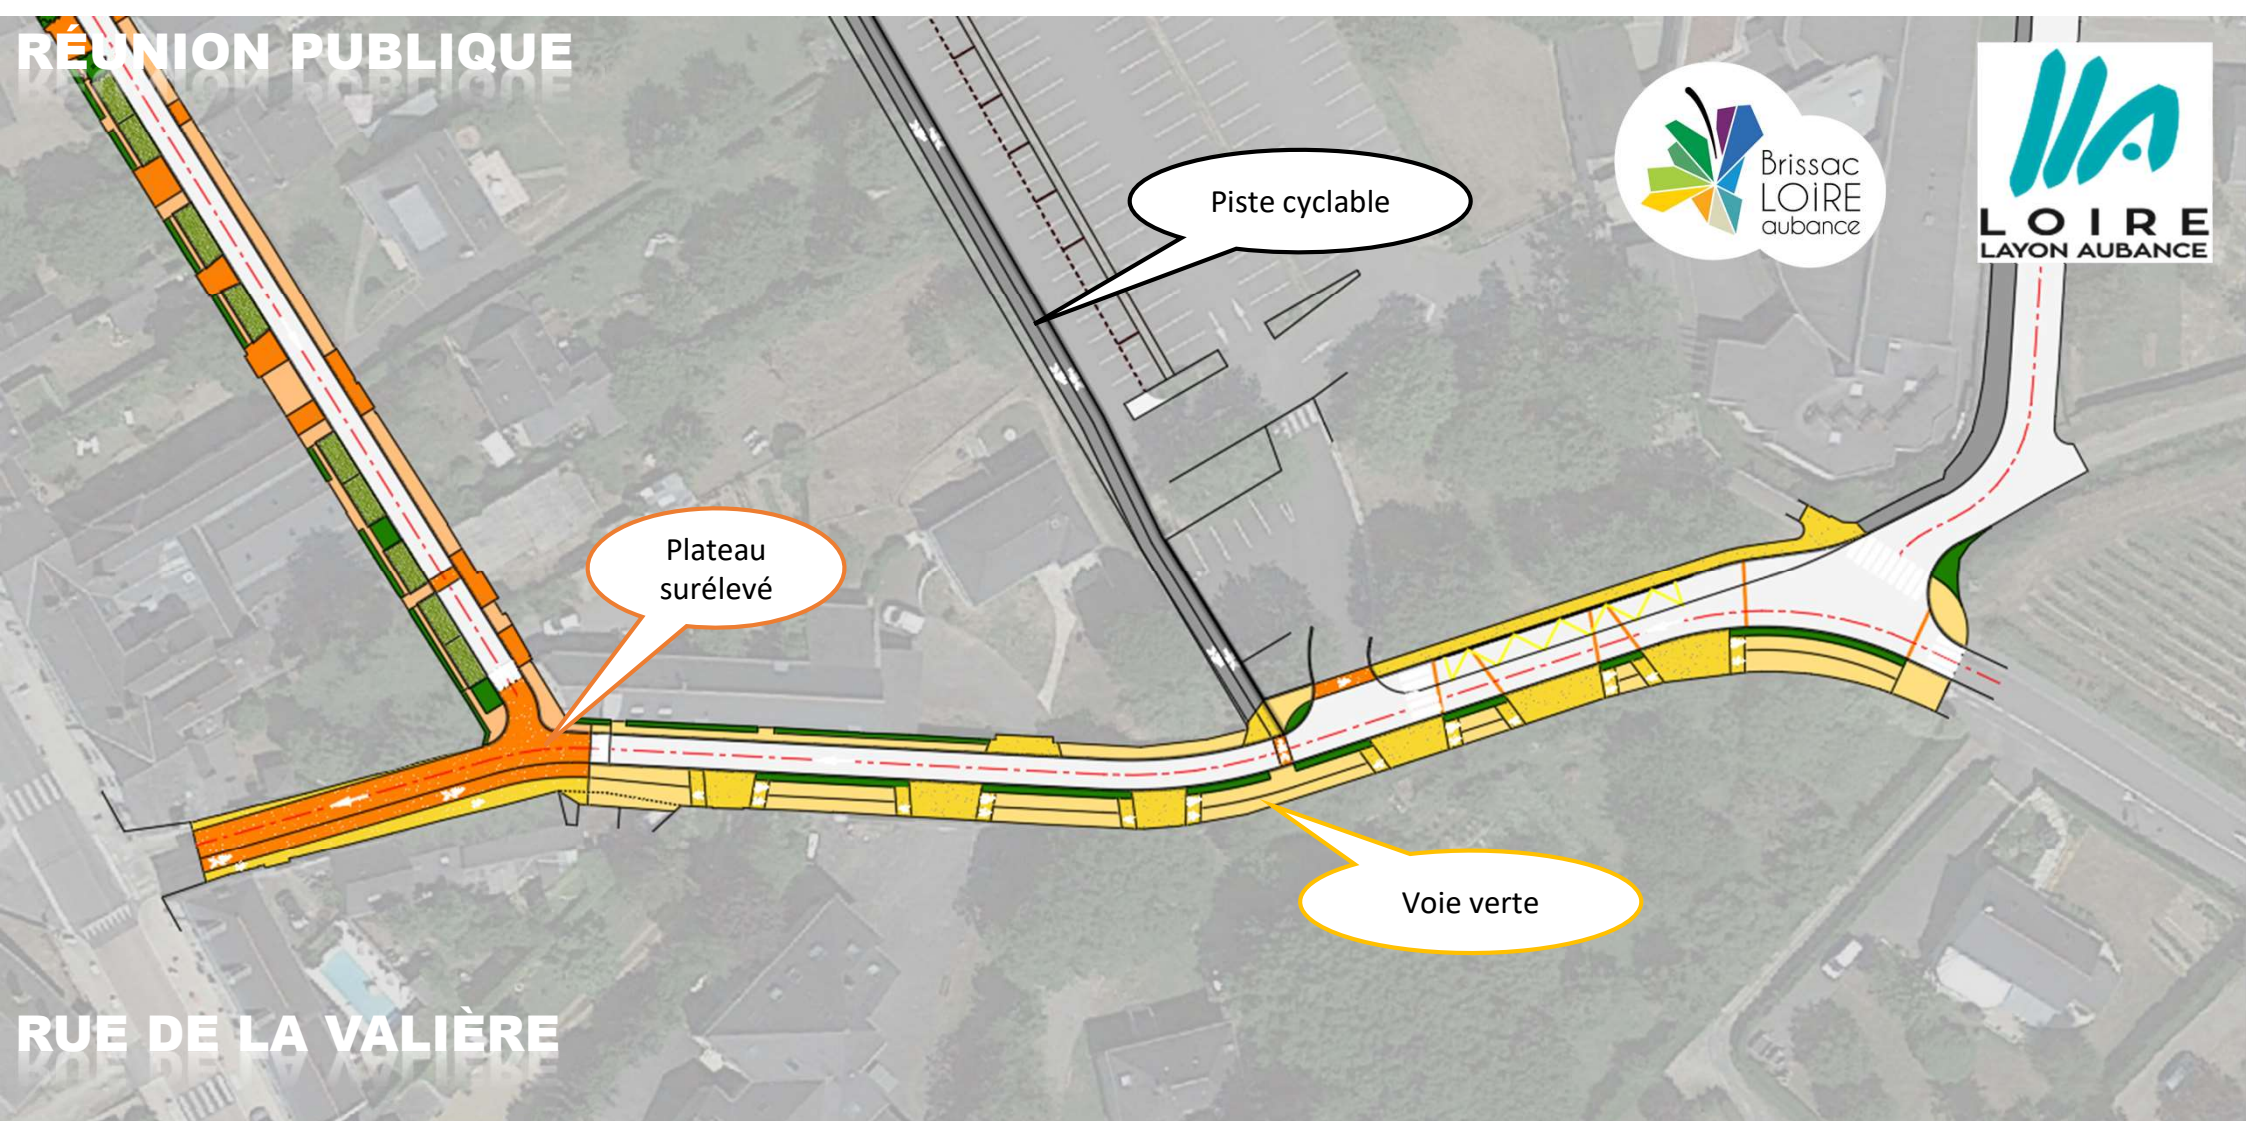 RÉUNION PUBLIQUE
Brissac
LOiRE
aubance
LOIRE
LAYON AUBANCE
Piste cyclable
Plateau
surélevé
Voie verte
RUE DE LA VALIÈRE